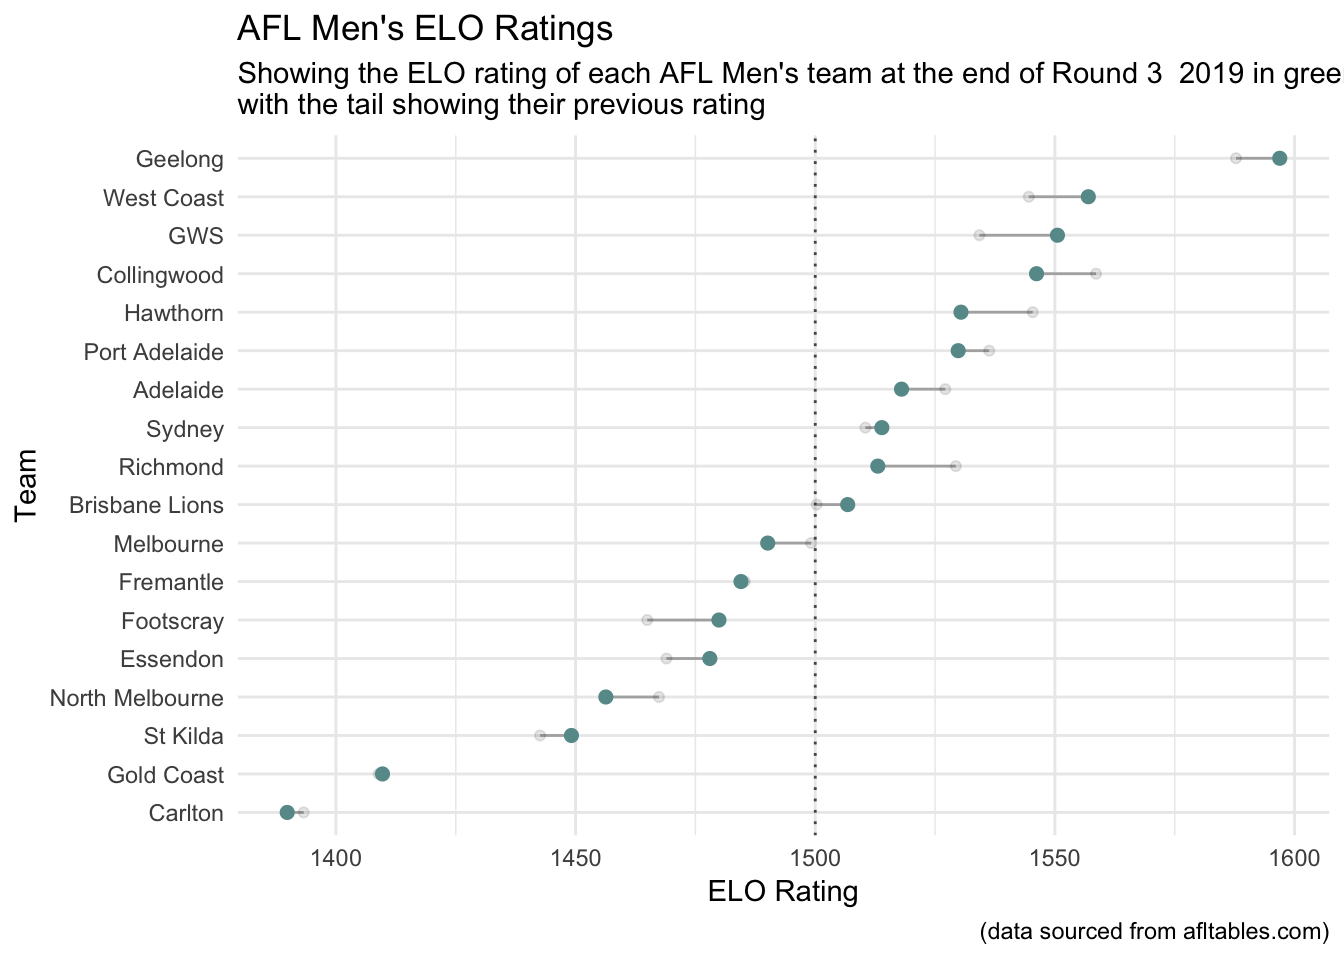 AFL Men's ELO Ratings
Showing the ELO rating of each AFL Men's team at the end of Round 3  2019 in gree
with the tail showing their previous rating
Geelong
West Coast
GWS
Collingwood
Hawthorn
Port Adelaide
Adelaide
Sydney
Richmond
Brisbane Lions
Melbourne
Fremantle
Footscray
Essendon
North Melbourne
St Kilda
Gold Coast
Carlton
Team
1400 1450 1500 1550 1600
ELO Rating
(data sourced from afltables.com)